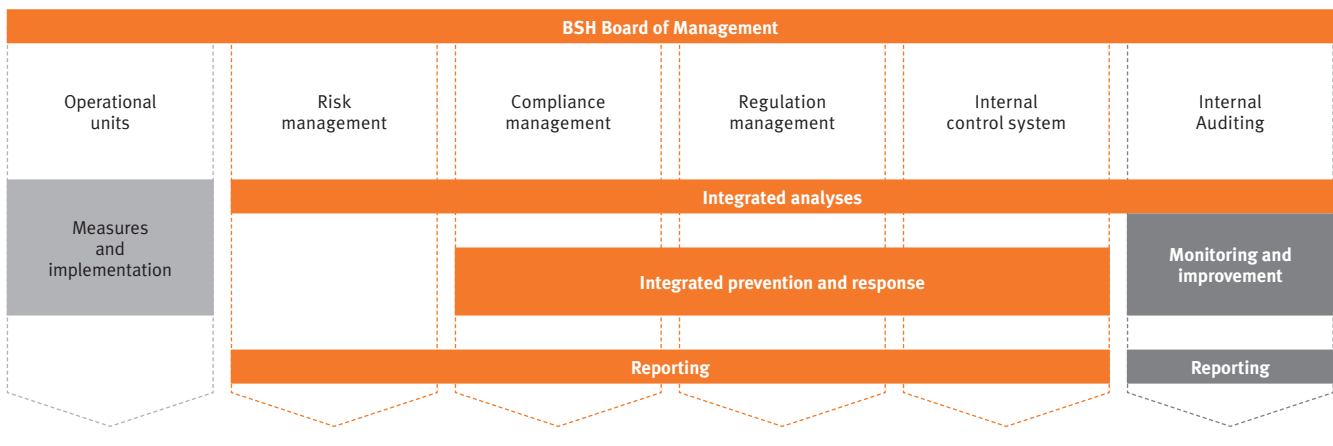 BSH Board of Management
Operational
units
Risk
management
Compliance
management
Regulation
management
Internal
control system
Internal
Auditing
Integrated analyses
Measures
and
implementation
Integrated prevention and response
Monitoring and
improvement
Reporting
Reporting